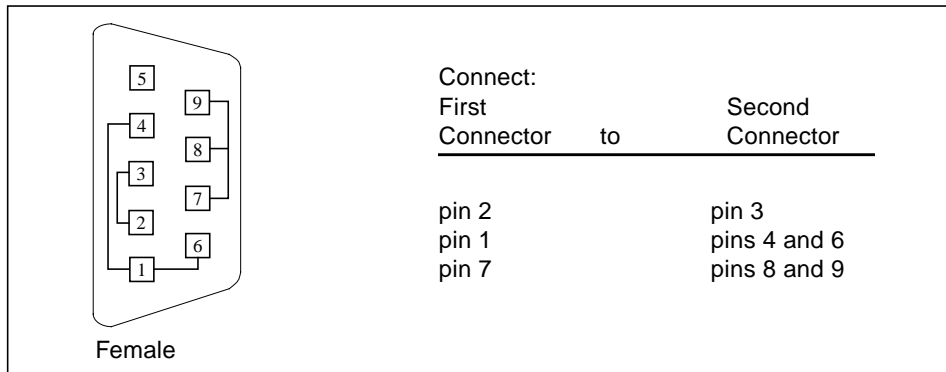 5
9
4
8
3
7
2
6
1
Female
Connect:
First Second
Connector to Connector
pin 2 pin 3
pin 1 pins 4 and 6
pin 7 pins 8 and 9